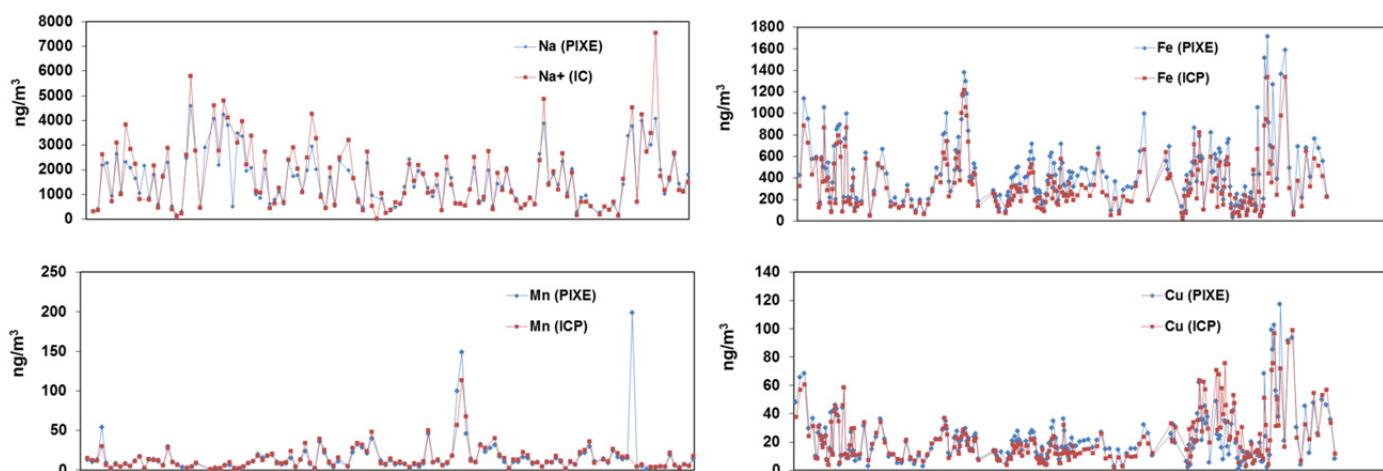 8000
7000
6000
5000
4000
3000
2000
1000
0
ng/m³
Na (PIXE)
Na+ (IC)
1800
1600
1400
1200
1000
800
600
400
200
0
ng/m³
Fe (PIXE)
Fe (ICP)
250
200
150
100
50
0
ng/m³
Mn (PIXE)
Mn (ICP)
140
120
100
80
60
40
20
0
ng/m³
Cu (PIXE)
Cu (ICP)